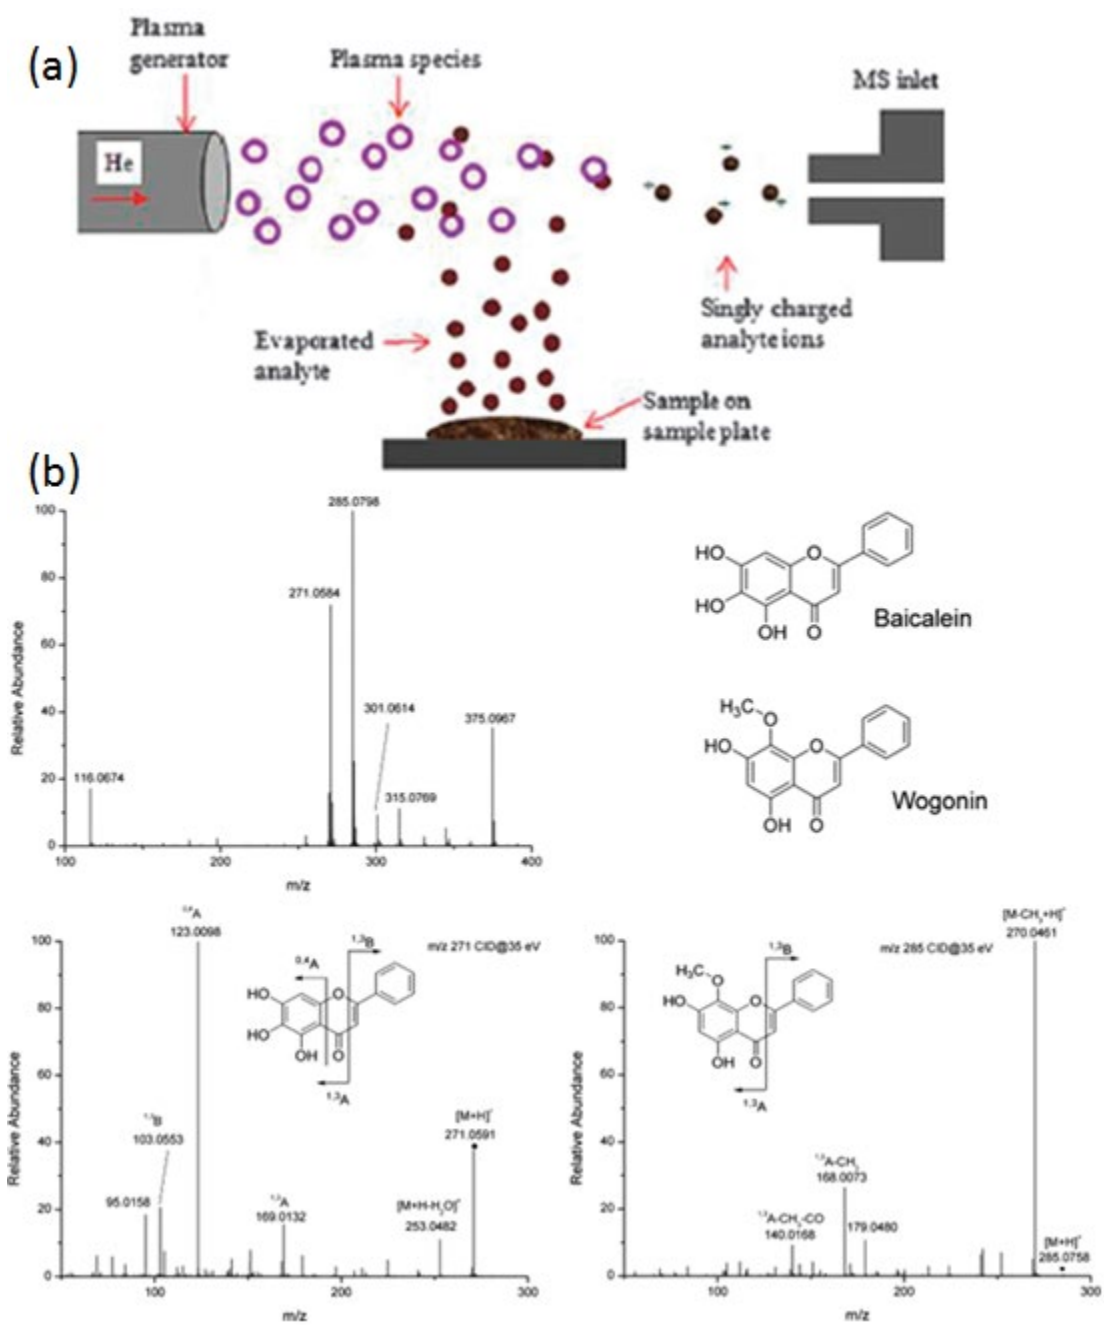 (a)
Plasma
generator
Plasma species
MS inlet
He
Evaporated
analyte
Singly charged
analyte ions
Sample on
sample plate
(b)
285.0798
271.0584
301.0614
375.0967
315.0769
116.0674
100
80
60
40
20
0
Relative Abundance
100
200
300
400
m/z
HO
HO
OH
O
O
Baicalein
H₃C
O
HO
O
OH
O
Wogonin
⁰,⁴A
123.0098
m/z 271 CID@35 eV
¹,³B
⁰,⁴A
HO
HO
OH
O
O
¹,³A
¹,³B
103.0553
95.0158
¹,³A
169.0132
[M+H-H₂O]⁺
253.0482
[M+H]⁺
271.0591
100
80
60
40
20
0
Relative Abundance
100
200
300
m/z
[M-CH₃+H]⁺
270.0461
m/z 285 CID@35 eV
¹,³B
H₃C
O
HO
O
OH
O
¹,³A
¹,³A-CH₃
168.0073
¹,³A-CH₃-CO
140.0168
179.0480
[M+H]⁺
285.0758
100
80
60
40
20
0
Relative Abundance
100
200
300
m/z